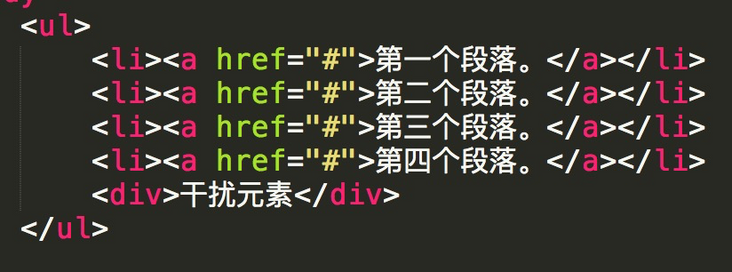 <ul>
<li><a href="#">第一个段落。</a></li>
<li><a href="#">第二个段落。</a></li>
<li><a href="#">第三个段落。</a></li>
<li><a href="#">第四个段落。</a></li>
<div>干扰元素</div>
</ul>